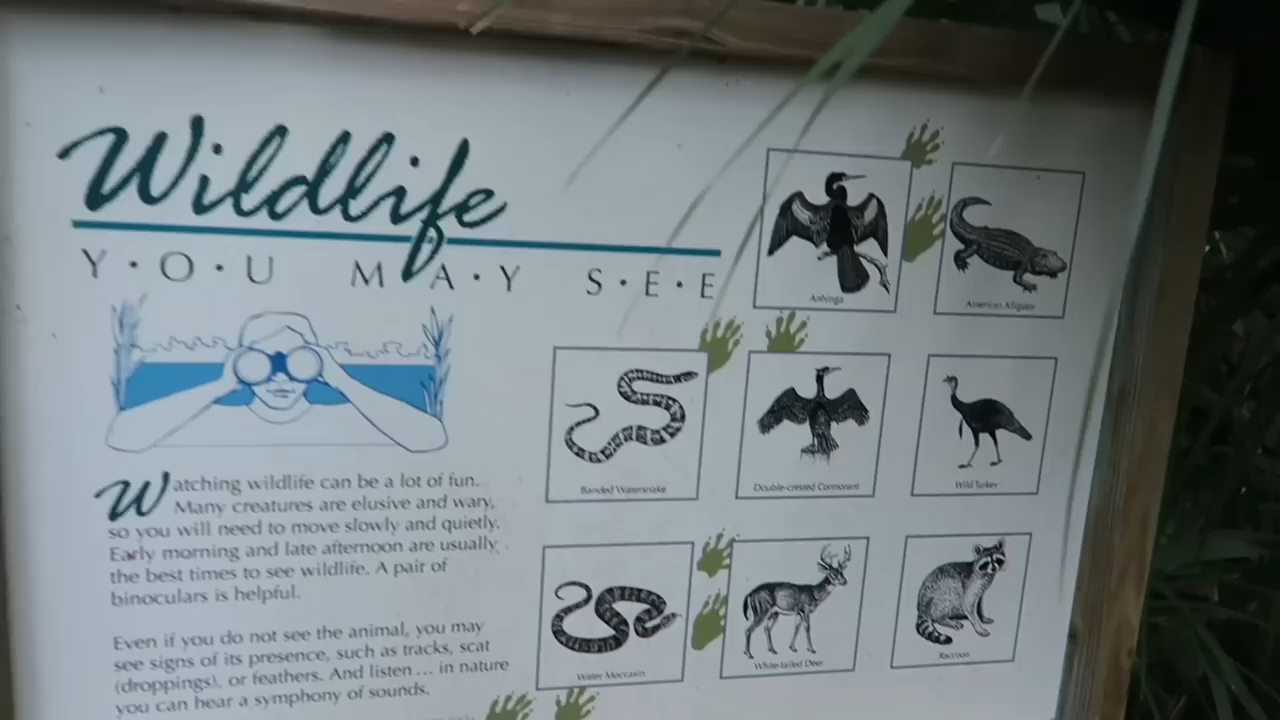 Wildlife
Y·O·U MAY SEE
Watching wildlife can be a lot of fun.
Many creatures are elusive and wary,
so you will need to move slowly and quietly.
Early morning and late afternoon are usually
the best times to see wildlife. A pair of
binoculars is helpful.
Even if you do not see the animal, you may
see signs of its presence, such as tracks, scat
(droppings), or feathers. And listen ... in nature
you can hear a symphony of sounds.
Anhinga
American Alligator
Banded Watersnake
Double-crested Cormorant
Wild Turkey
Water Moccasin
White-tailed Deer
Raccoon